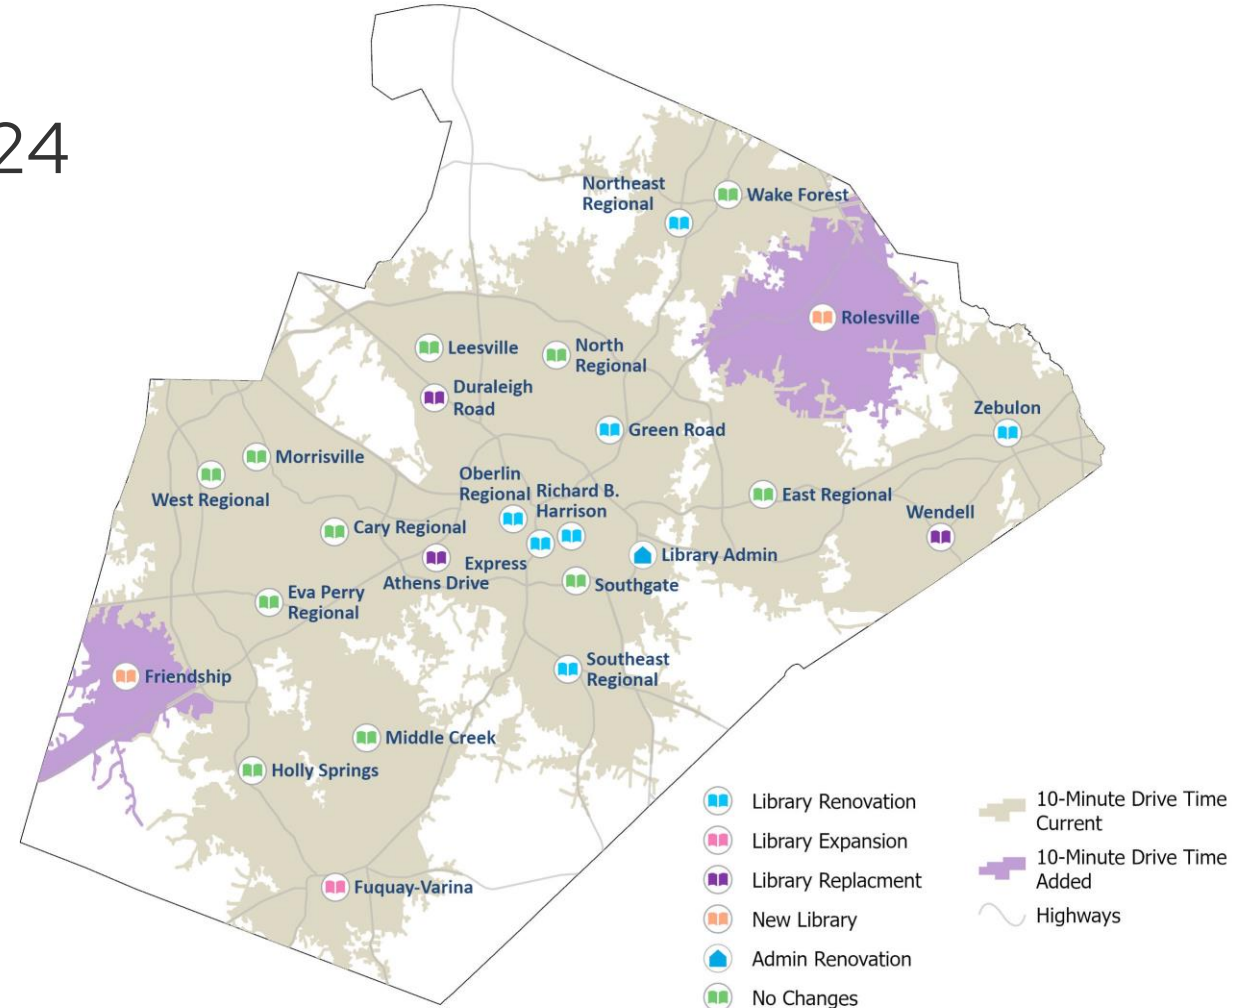 24
Northeast
Regional
Wake Forest
Rolesville
Leesville
North
Regional
Duraleigh
Road
Zebulon
Green Road
Morrisville
West Regional
Oberlin
Regional
Richard B.
Harrison
East Regional
Wendell
Cary Regional
Express
Library Admin
Athens Drive
Southgate
Eva Perry
Regional
Friendship
Southeast
Regional
Middle Creek
Holly Springs
Fuquay-Varina
Library Renovation
Library Expansion
Library Replacment
New Library
Admin Renovation
No Changes
10-Minute Drive Time
Current
10-Minute Drive Time
Added
Highways